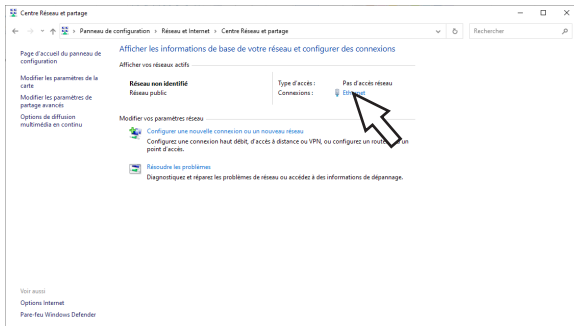 Centre Réseau et partage
Panneau de configuration > Réseau et Internet > Centre Réseau et partage
Rechercher
Page d'accueil du panneau de
configuration
Modifier les paramètres de la
carte
Modifier les paramètres de
partage avancés
Options de diffusion
multimédia en continu
Afficher les informations de base de votre réseau et configurer des connexions
Afficher vos réseaux actifs
Réseau non identifié
Réseau public
Type d'accès : Pas d'accès réseau
Connexions : Ethernet
Modifier vos paramètres réseau
Configurer une nouvelle connexion ou un nouveau réseau
Configurez une connexion haut débit, d'accès à distance ou VPN, ou configurez un routeur ou un
point d'accès.
Résoudre les problèmes
Diagnostiquez et réparez les problèmes de réseau ou accédez à des informations de dépannage.
Voir aussi
Options Internet
Pare-feu Windows Defender